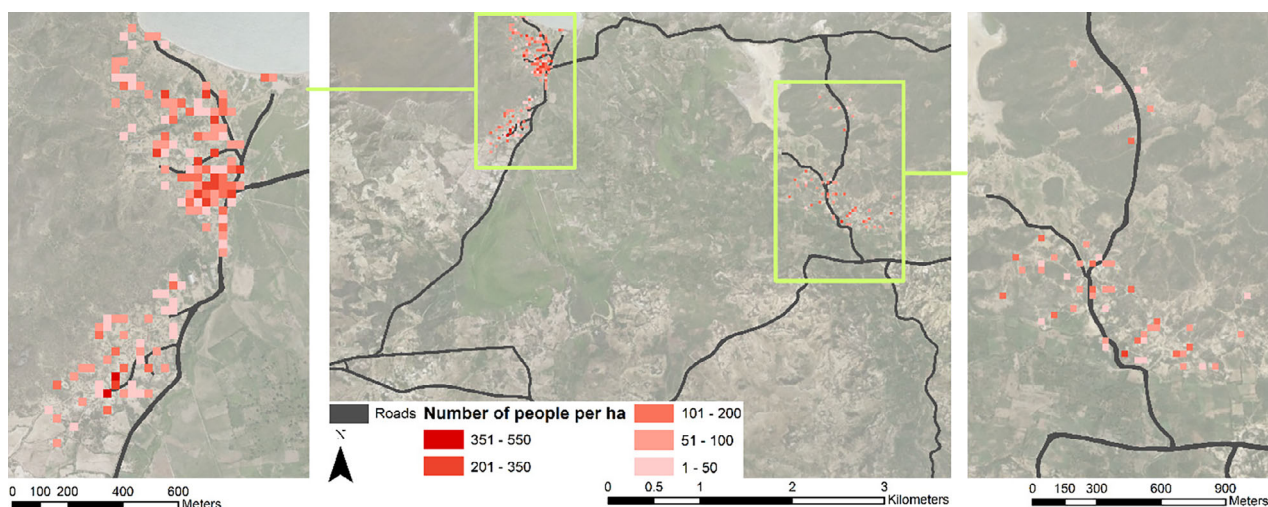 Roads
Number of people per ha
351 - 550
201 - 350
101 - 200
51 - 100
1 - 50
N
0 100 200 400 600
Meters
0 0.5 1 2 3
Kilometers
0 150 300 600 900
Meters